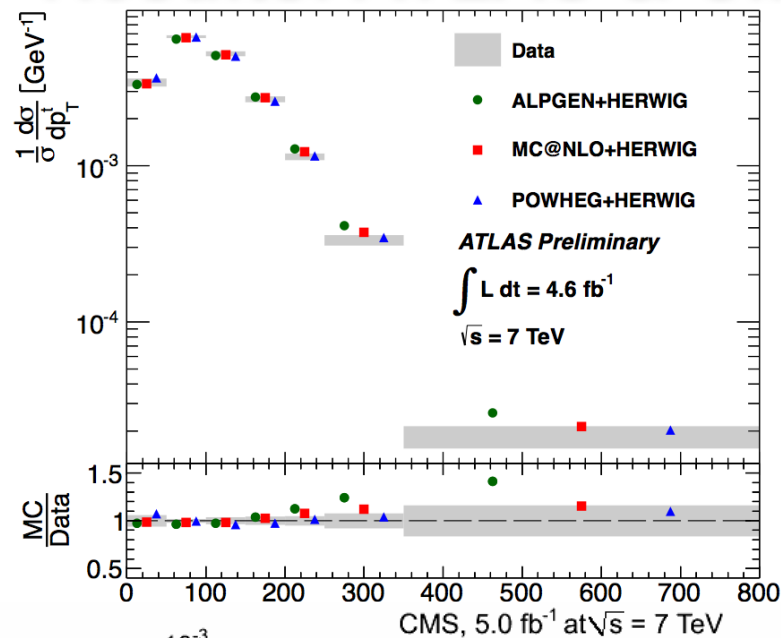 1/σ dσ/dp_T^t [GeV⁻¹]
10⁻³
10⁻⁴
Data
ALPGEN+HERWIG
MC@NLO+HERWIG
POWHEG+HERWIG
ATLAS Preliminary
∫ L dt = 4.6 fb⁻¹
√s = 7 TeV
MC/Data
1.5
1
0.5
0 100 200 300 400 500 600 700 800
CMS, 5.0 fb⁻¹ at √s = 7 TeV